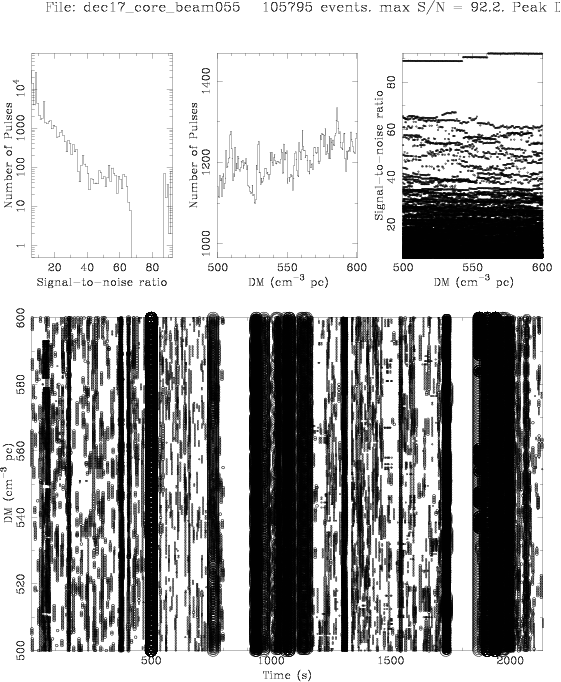 File: dec17_core_beam055 105795 events. max S/N = 92.2. Peak D
Number of Pulses
10⁴
1000
100
10
1
20 40 60 80
Signal-to-noise ratio
Number of Pulses
1400
1200
1000
500 550 600
DM (cm⁻³ pc)
Signal-to-noise ratio
80
60
40
20
500 550 600
DM (cm⁻³ pc)
DM (cm⁻³ pc)
600
580
560
540
520
500
500 1000 1500 2000
Time (s)